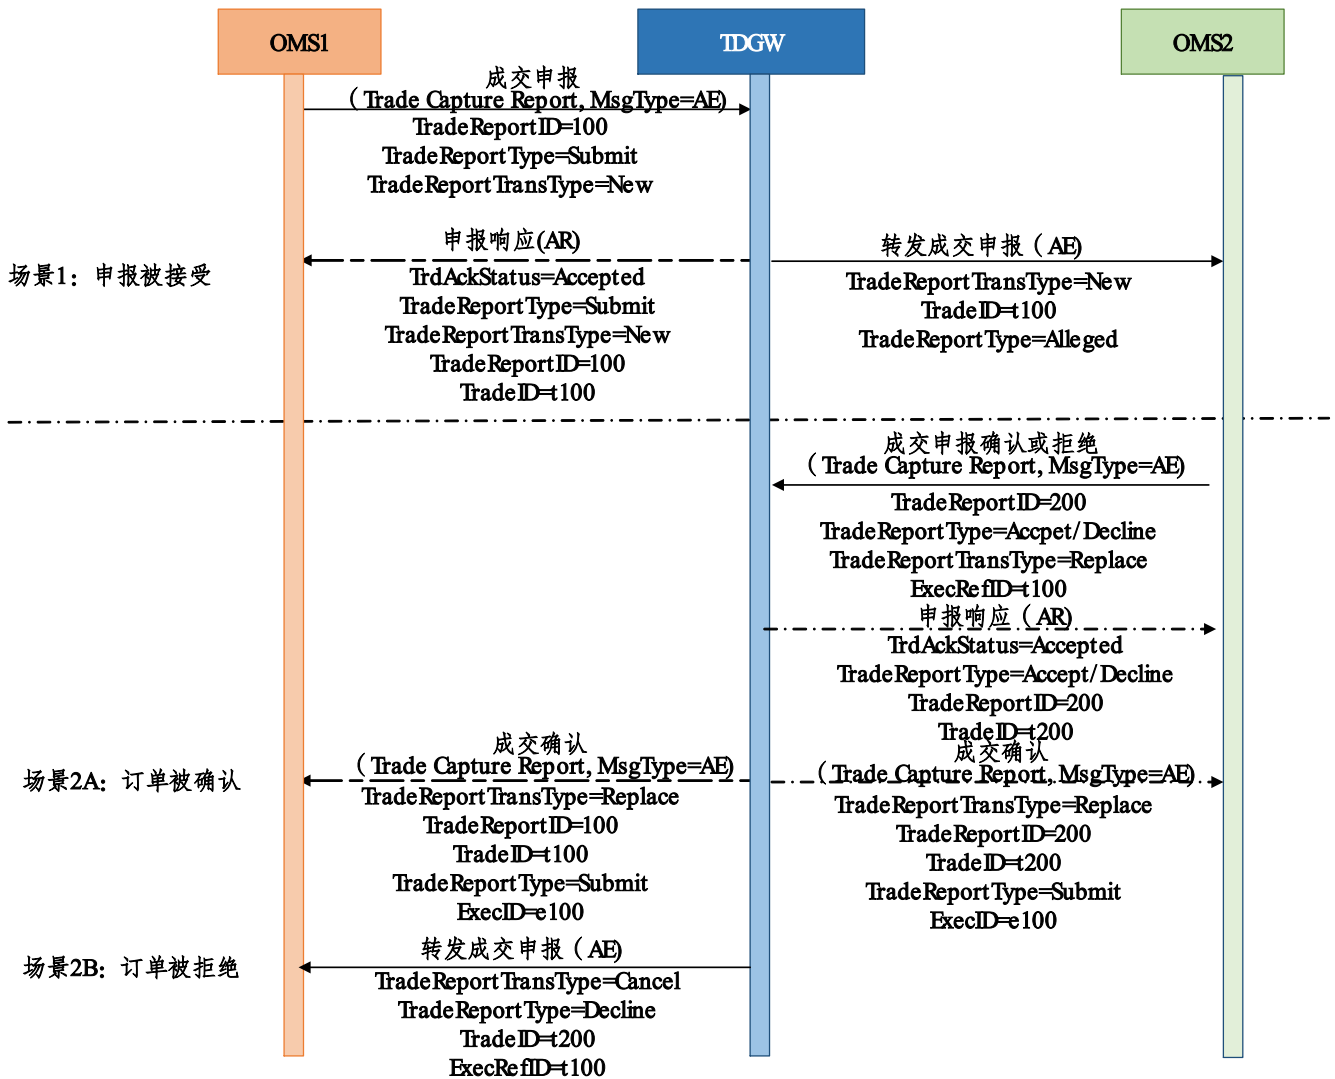 OMS1
TDGW
OMS2
成交申报
（Trade Capture Report, MsgType=AE)
TradeReportID=100
TradeReportType=Submit
TradeReportTransType=New
场景1：申报被接受
申报响应(AR)
TrdAckStatus=Accepted
TradeReportType=Submit
TradeReportTransType=New
TradeReportID=100
TradeID=t100
转发成交申报（AE)
TradeReportTransType=New
TradeID=t100
TradeReportType=Alleged
成交申报确认或拒绝
（Trade Capture Report, MsgType=AE)
TradeReportID=200
TradeReportType=Accpet/Decline
TradeReportTransType=Replace
ExecRefID=t100
申报响应（AR)
TrdAckStatus=Accepted
TradeReportType=Accept/Decline
TradeReportID=200
TradeID=t200
场景2A：订单被确认
成交确认
（Trade Capture Report, MsgType=AE)
TradeReportTransType=Replace
TradeReportID=100
TradeID=t100
TradeReportType=Submit
ExecID=e100
成交确认
（Trade Capture Report, MsgType=AE)
TradeReportTransType=Replace
TradeReportID=200
TradeID=t200
TradeReportType=Submit
ExecID=e100
场景2B：订单被拒绝
转发成交申报（AE)
TradeReportTransType=Cancel
TradeReportType=Decline
TradeID=t200
ExecRefID=t100